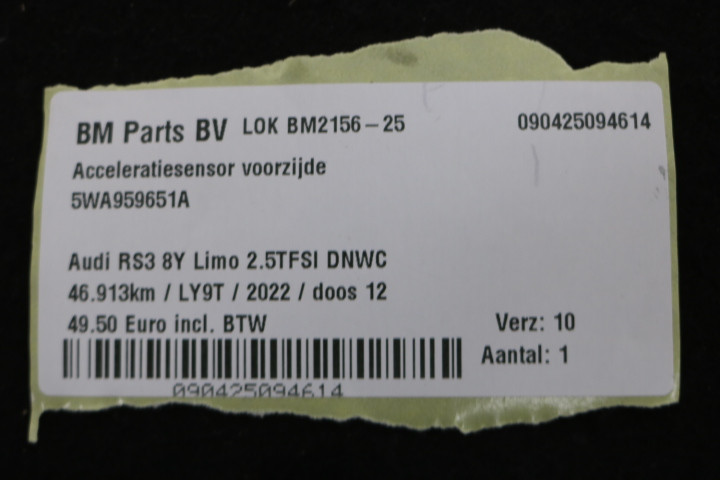 BM Parts BV LOK BM2156-25 090425094614
Acceleratiesensor voorzijde
5WA959651A
Audi RS3 8Y Limo 2.5TFSI DNWC
46.913km / LY9T / 2022 / doos 12
49.50 Euro incl. BTW Verz: 10
Aantal: 1
090425094614